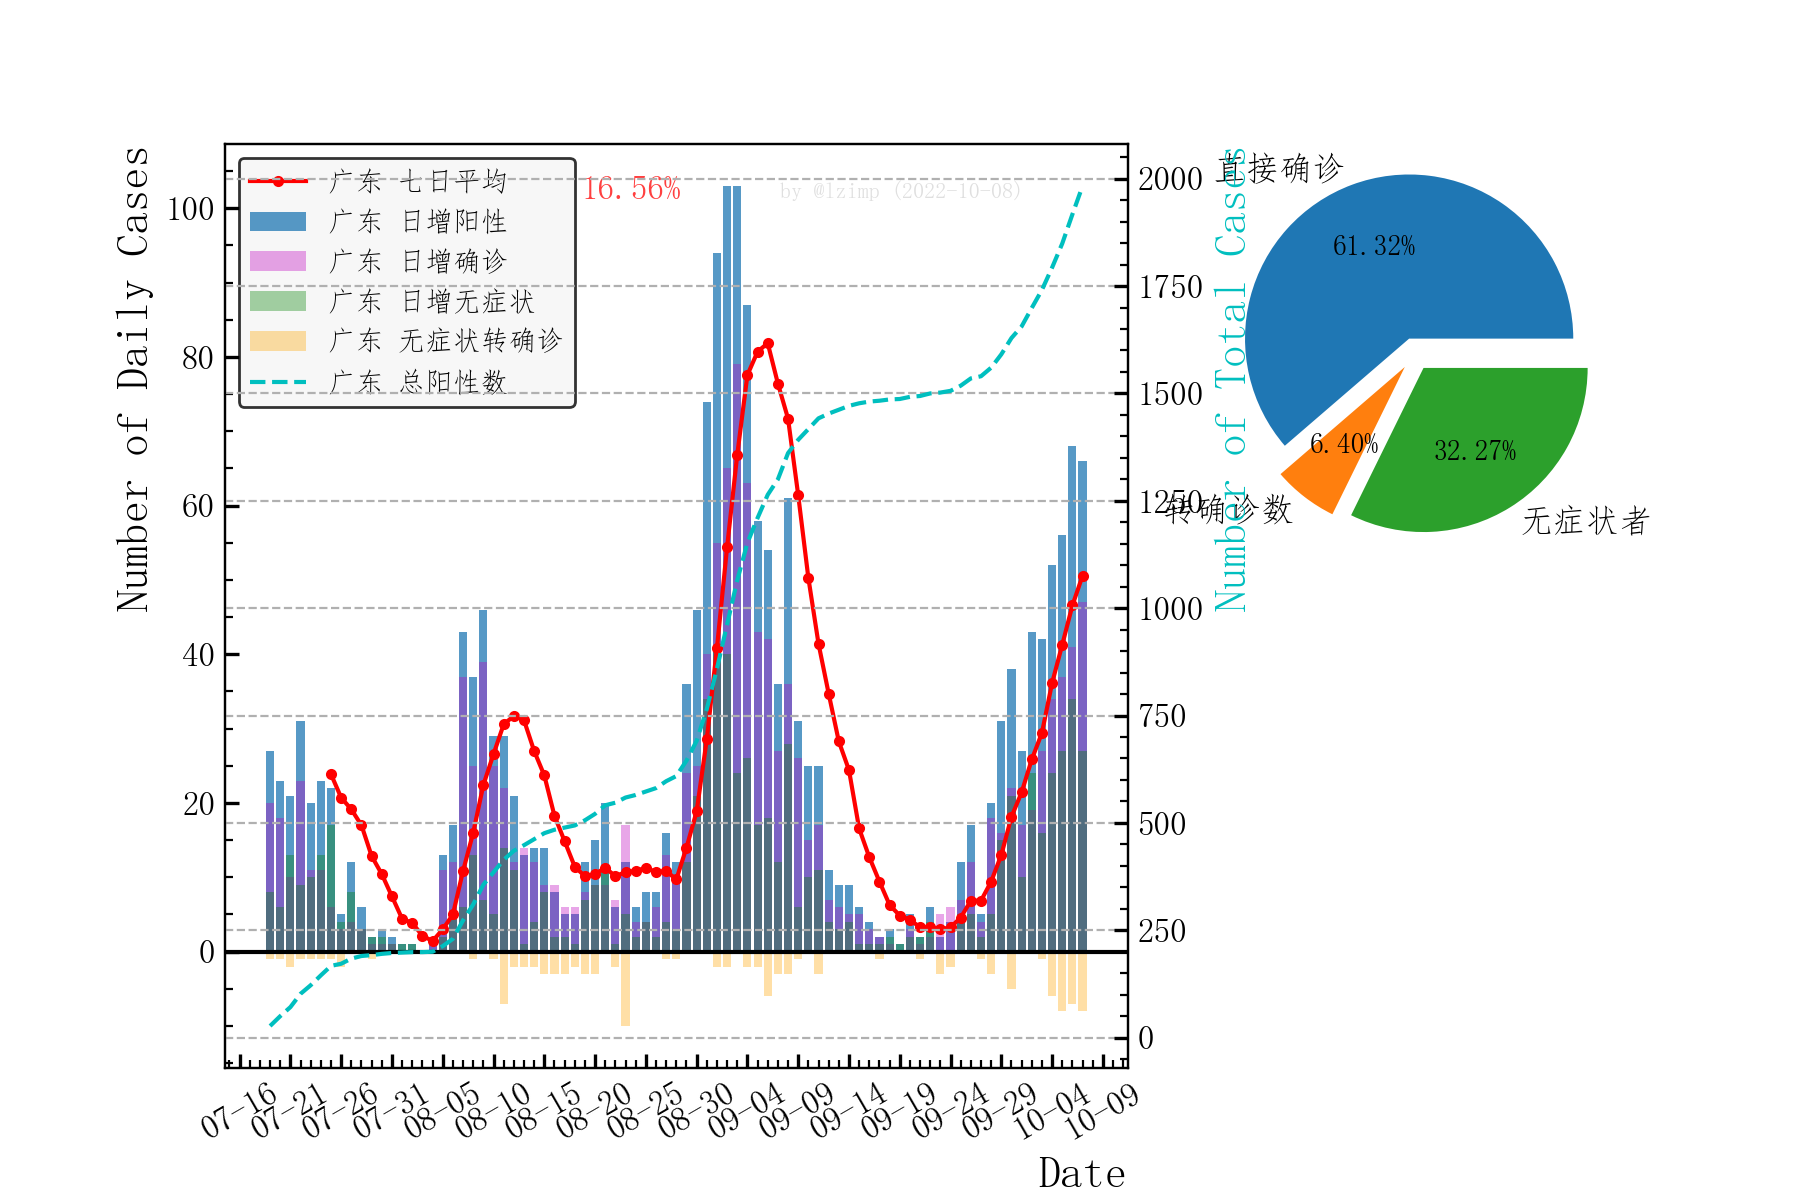 广东 七日平均
广东 日增阳性
广东 日增确诊
广东 日增无症状
广东 无症状转确诊
广东 总阳性数
16.56%
by @lzimp (2022-10-08)
Number of Daily Cases
100
80
60
40
20
0
2000
1750
1500
1250
1000
750
500
250
0
Number of Total Cases
07-16
07-21
07-26
07-31
08-05
08-10
08-15
08-20
08-25
08-30
09-04
09-09
09-14
09-19
09-24
09-29
10-04
10-09
Date
直接确诊
61.32%
6.40%
32.27%
转确诊数
无症状者